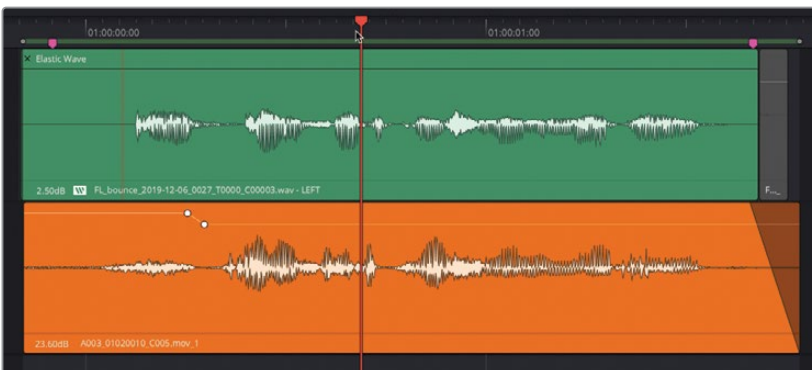 01:00:00:00 01:00:01:00
× Elastic Wave
2.50dB W FL_bounce_2019-12-06_0027_T0000_C00003.wav - LEFT F..._
23.60dB A003_01020010_C005.mov_1